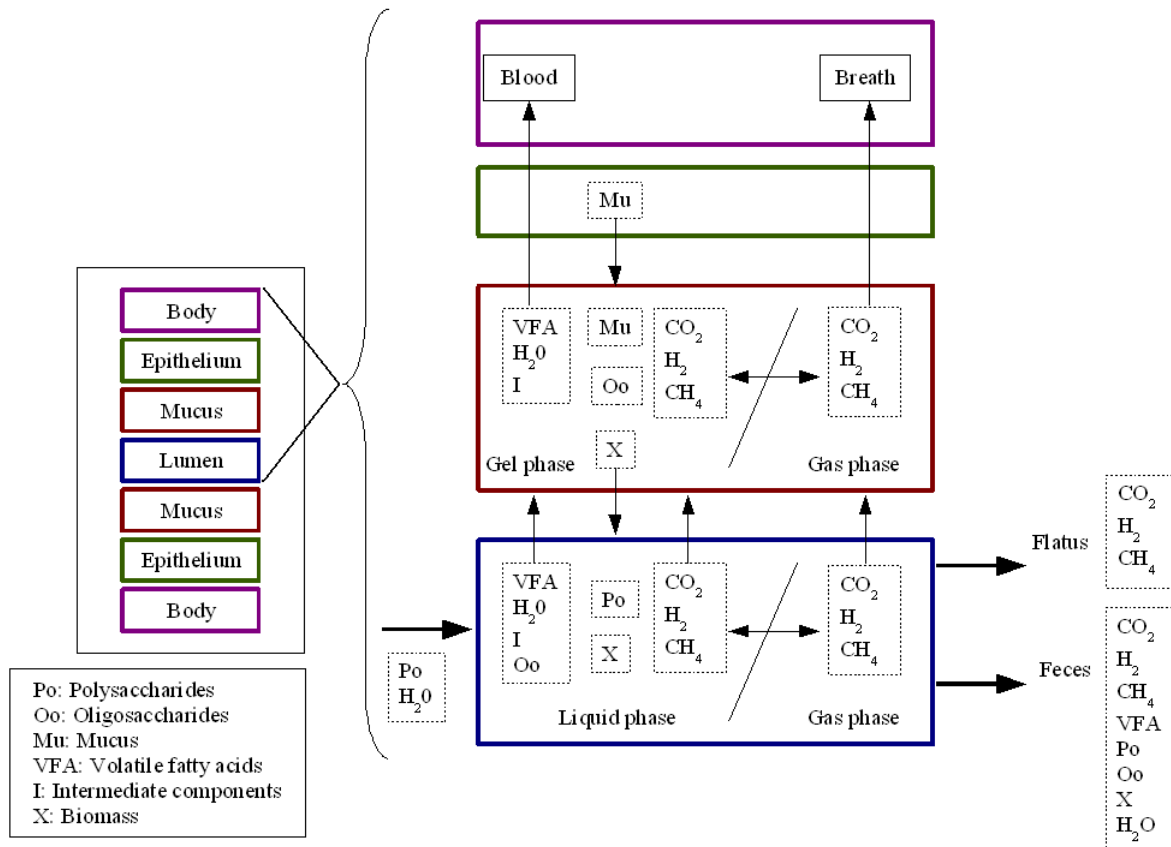 Blood
Breath
Mu
Body
Epithelium
Mucus
Lumen
Mucus
Epithelium
Body
VFA
H₂0
I
Mu
Oo
X
CO₂
H₂
CH₄
CO₂
H₂
CH₄
Gel phase
Gas phase
Po
H₂0
VFA
H₂0
I
Oo
Po
X
CO₂
H₂
CH₄
CO₂
H₂
CH₄
Liquid phase
Gas phase
Flatus
CO₂
H₂
CH₄
Feces
CO₂
H₂
CH₄
VFA
Po
Oo
X
H₂O
Po: Polysaccharides
Oo: Oligosaccharides
Mu: Mucus
VFA: Volatile fatty acids
I: Intermediate components
X: Biomass